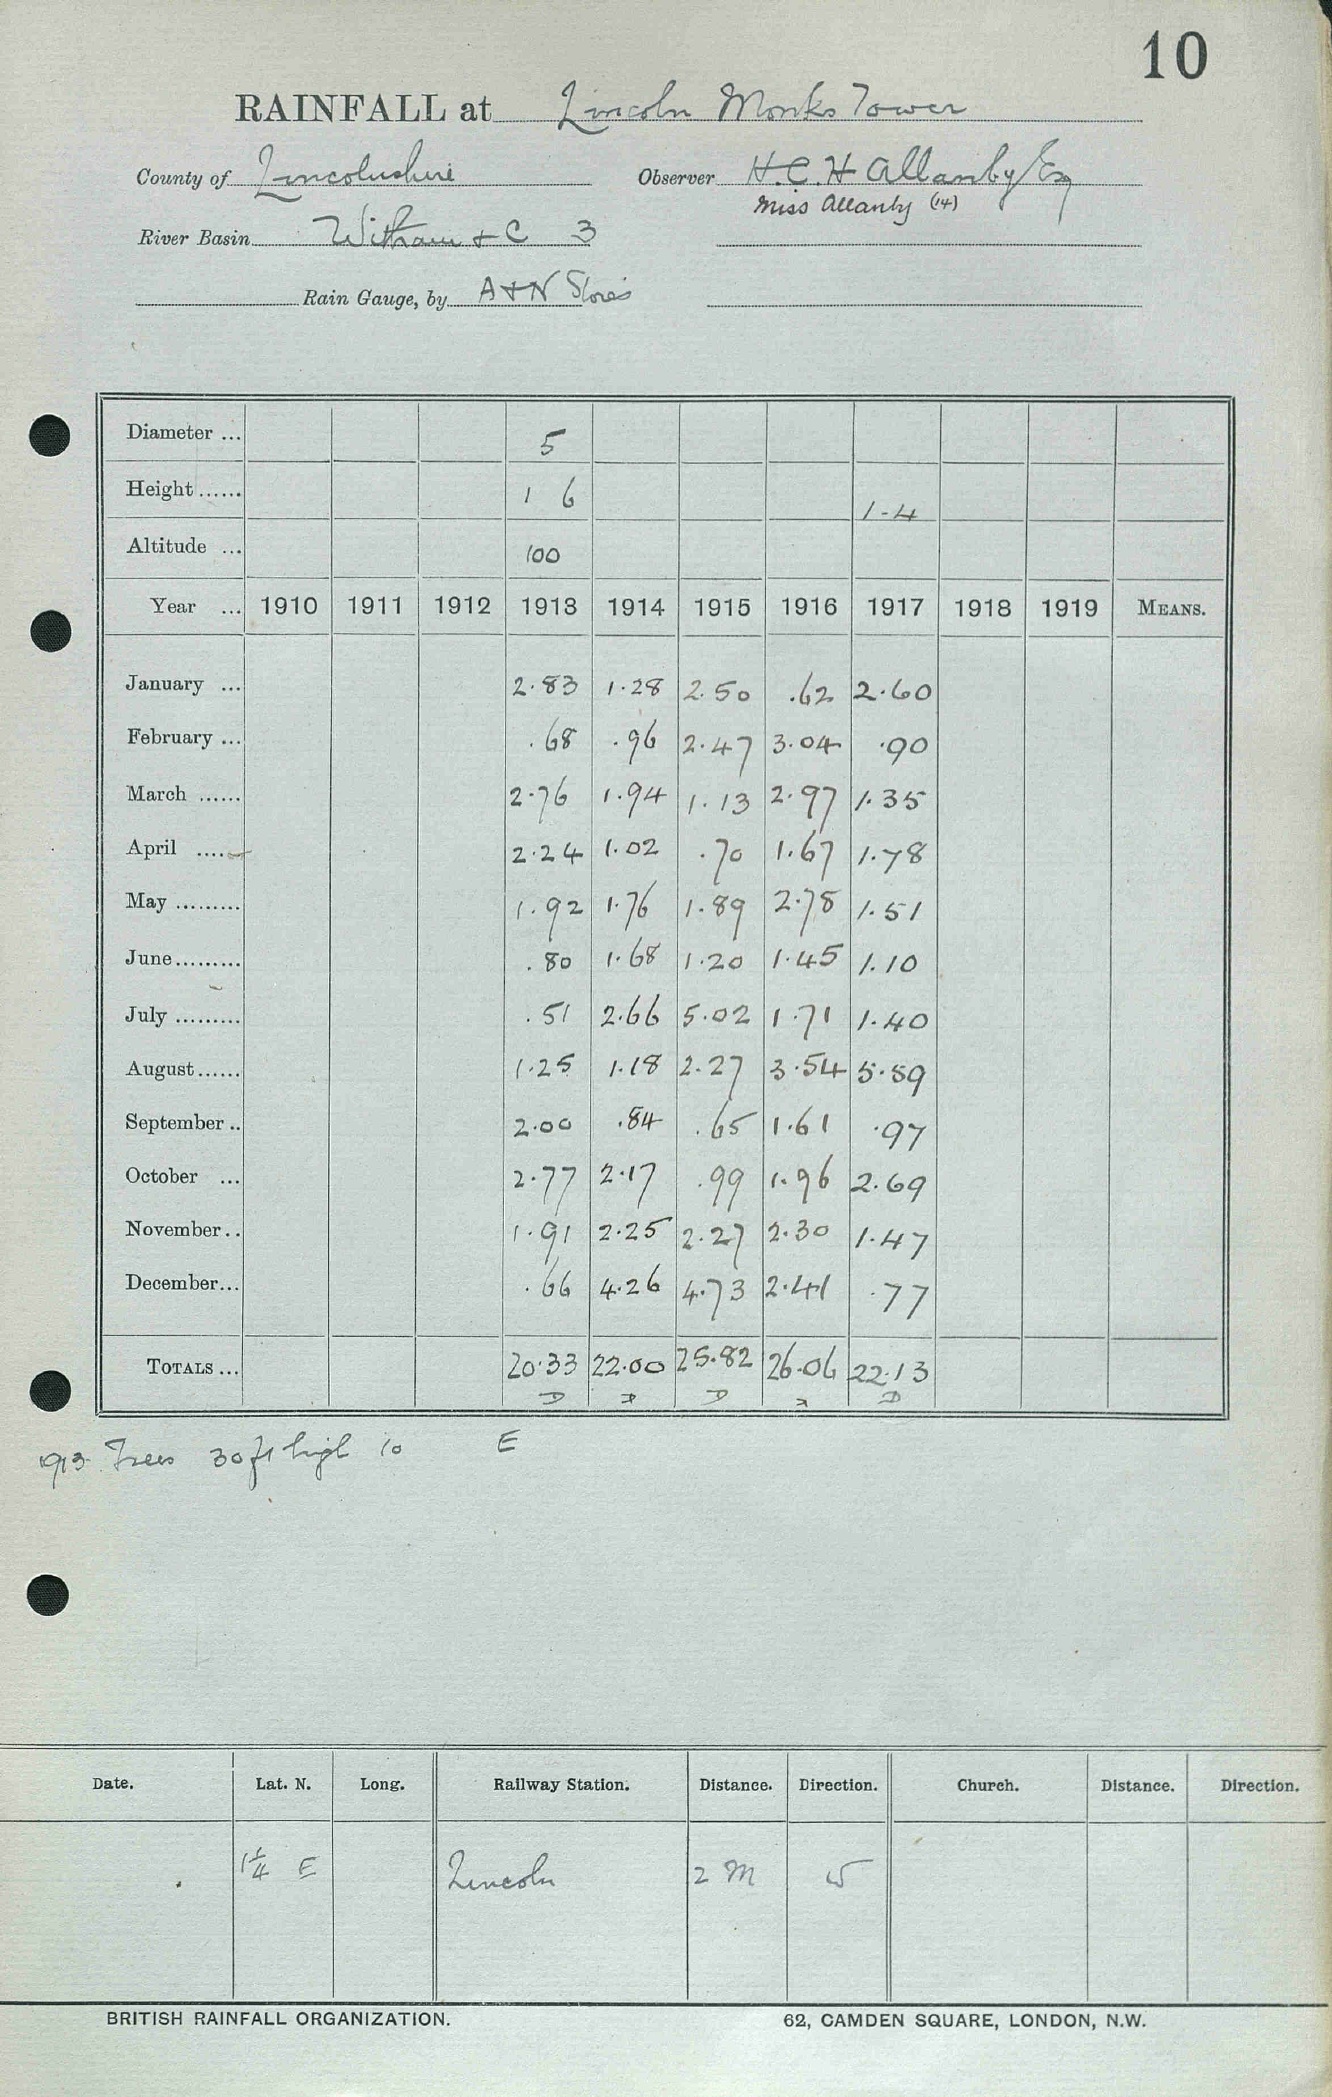 10
RAINFALL at Lincoln Monks Tower
County of Lincolnshire Observer H.C.H Allanby Esq
Miss Allanby (14)
River Basin Witham + C 3
Rain Gauge, by A+N Stores
Diameter ... 5
Height ...... 1 6 1-4
Altitude ... 100
Year ... 1910 1911 1912 1913 1914 1915 1916 1917 1918 1919 MEANS.
January ... 2.83 1.28 2.50 .62 2.60
February ... .68 .96 2.47 3.04 .90
March ...... 2.76 1.94 1.13 2.97 1.35
April .... 2.24 1.02 .70 1.67 1.78
May ......... 1.92 1.76 1.89 2.78 1.51
June ......... .80 1.68 1.20 1.45 1.10
July ......... .51 2.66 5.02 1.71 1.40
August ...... 1.25 1.18 2.27 3.54 5.59
September .. 2.00 .84 .65 1.61 .97
October ... 2.77 2.17 .99 1.96 2.69
November .. 1.91 2.25 2.27 2.30 1.47
December ... .66 4.26 4.73 2.41 .77
TOTALS ... 20.33 22.00 25.82 26.06 22.13
D D D D
1913 Trees 30 ft high 10 E
Date. Lat. N. Long. Railway Station. Distance. Direction. Church. Distance. Direction.
1¼ E Lincoln 2 M W
BRITISH RAINFALL ORGANIZATION. 62, CAMDEN SQUARE, LONDON, N.W.